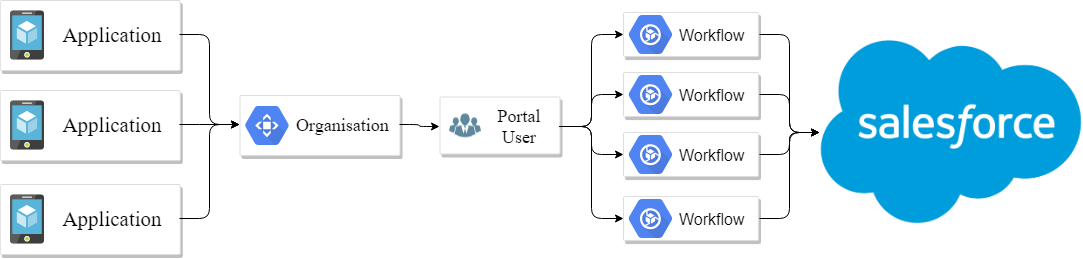 Application
Application
Application
Organisation
Portal
User
Workflow
Workflow
Workflow
Workflow
salesforce